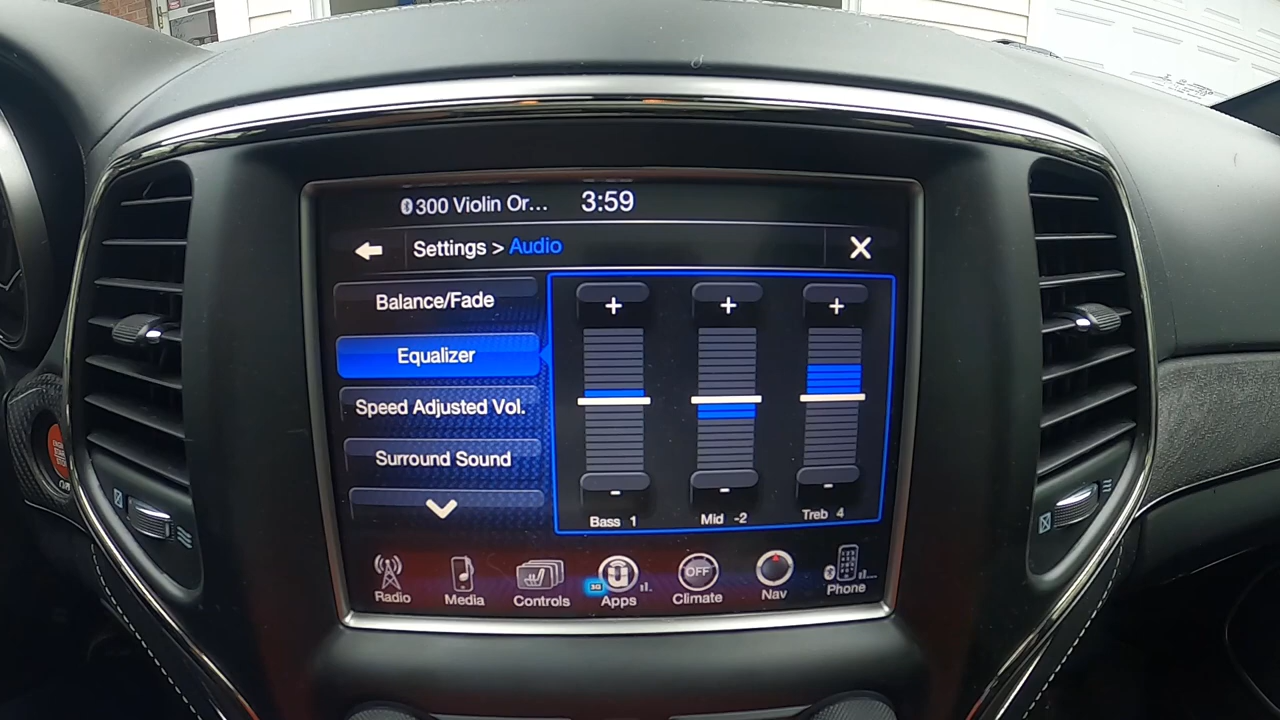 300 Violin Or... 3:59
Settings > Audio
Balance/Fade
Equalizer
Speed Adjusted Vol.
Surround Sound
+ + +
- - -
Bass 1 Mid -2 Treb 4
OFF
3G
Radio Media Controls Apps Climate Nav Phone